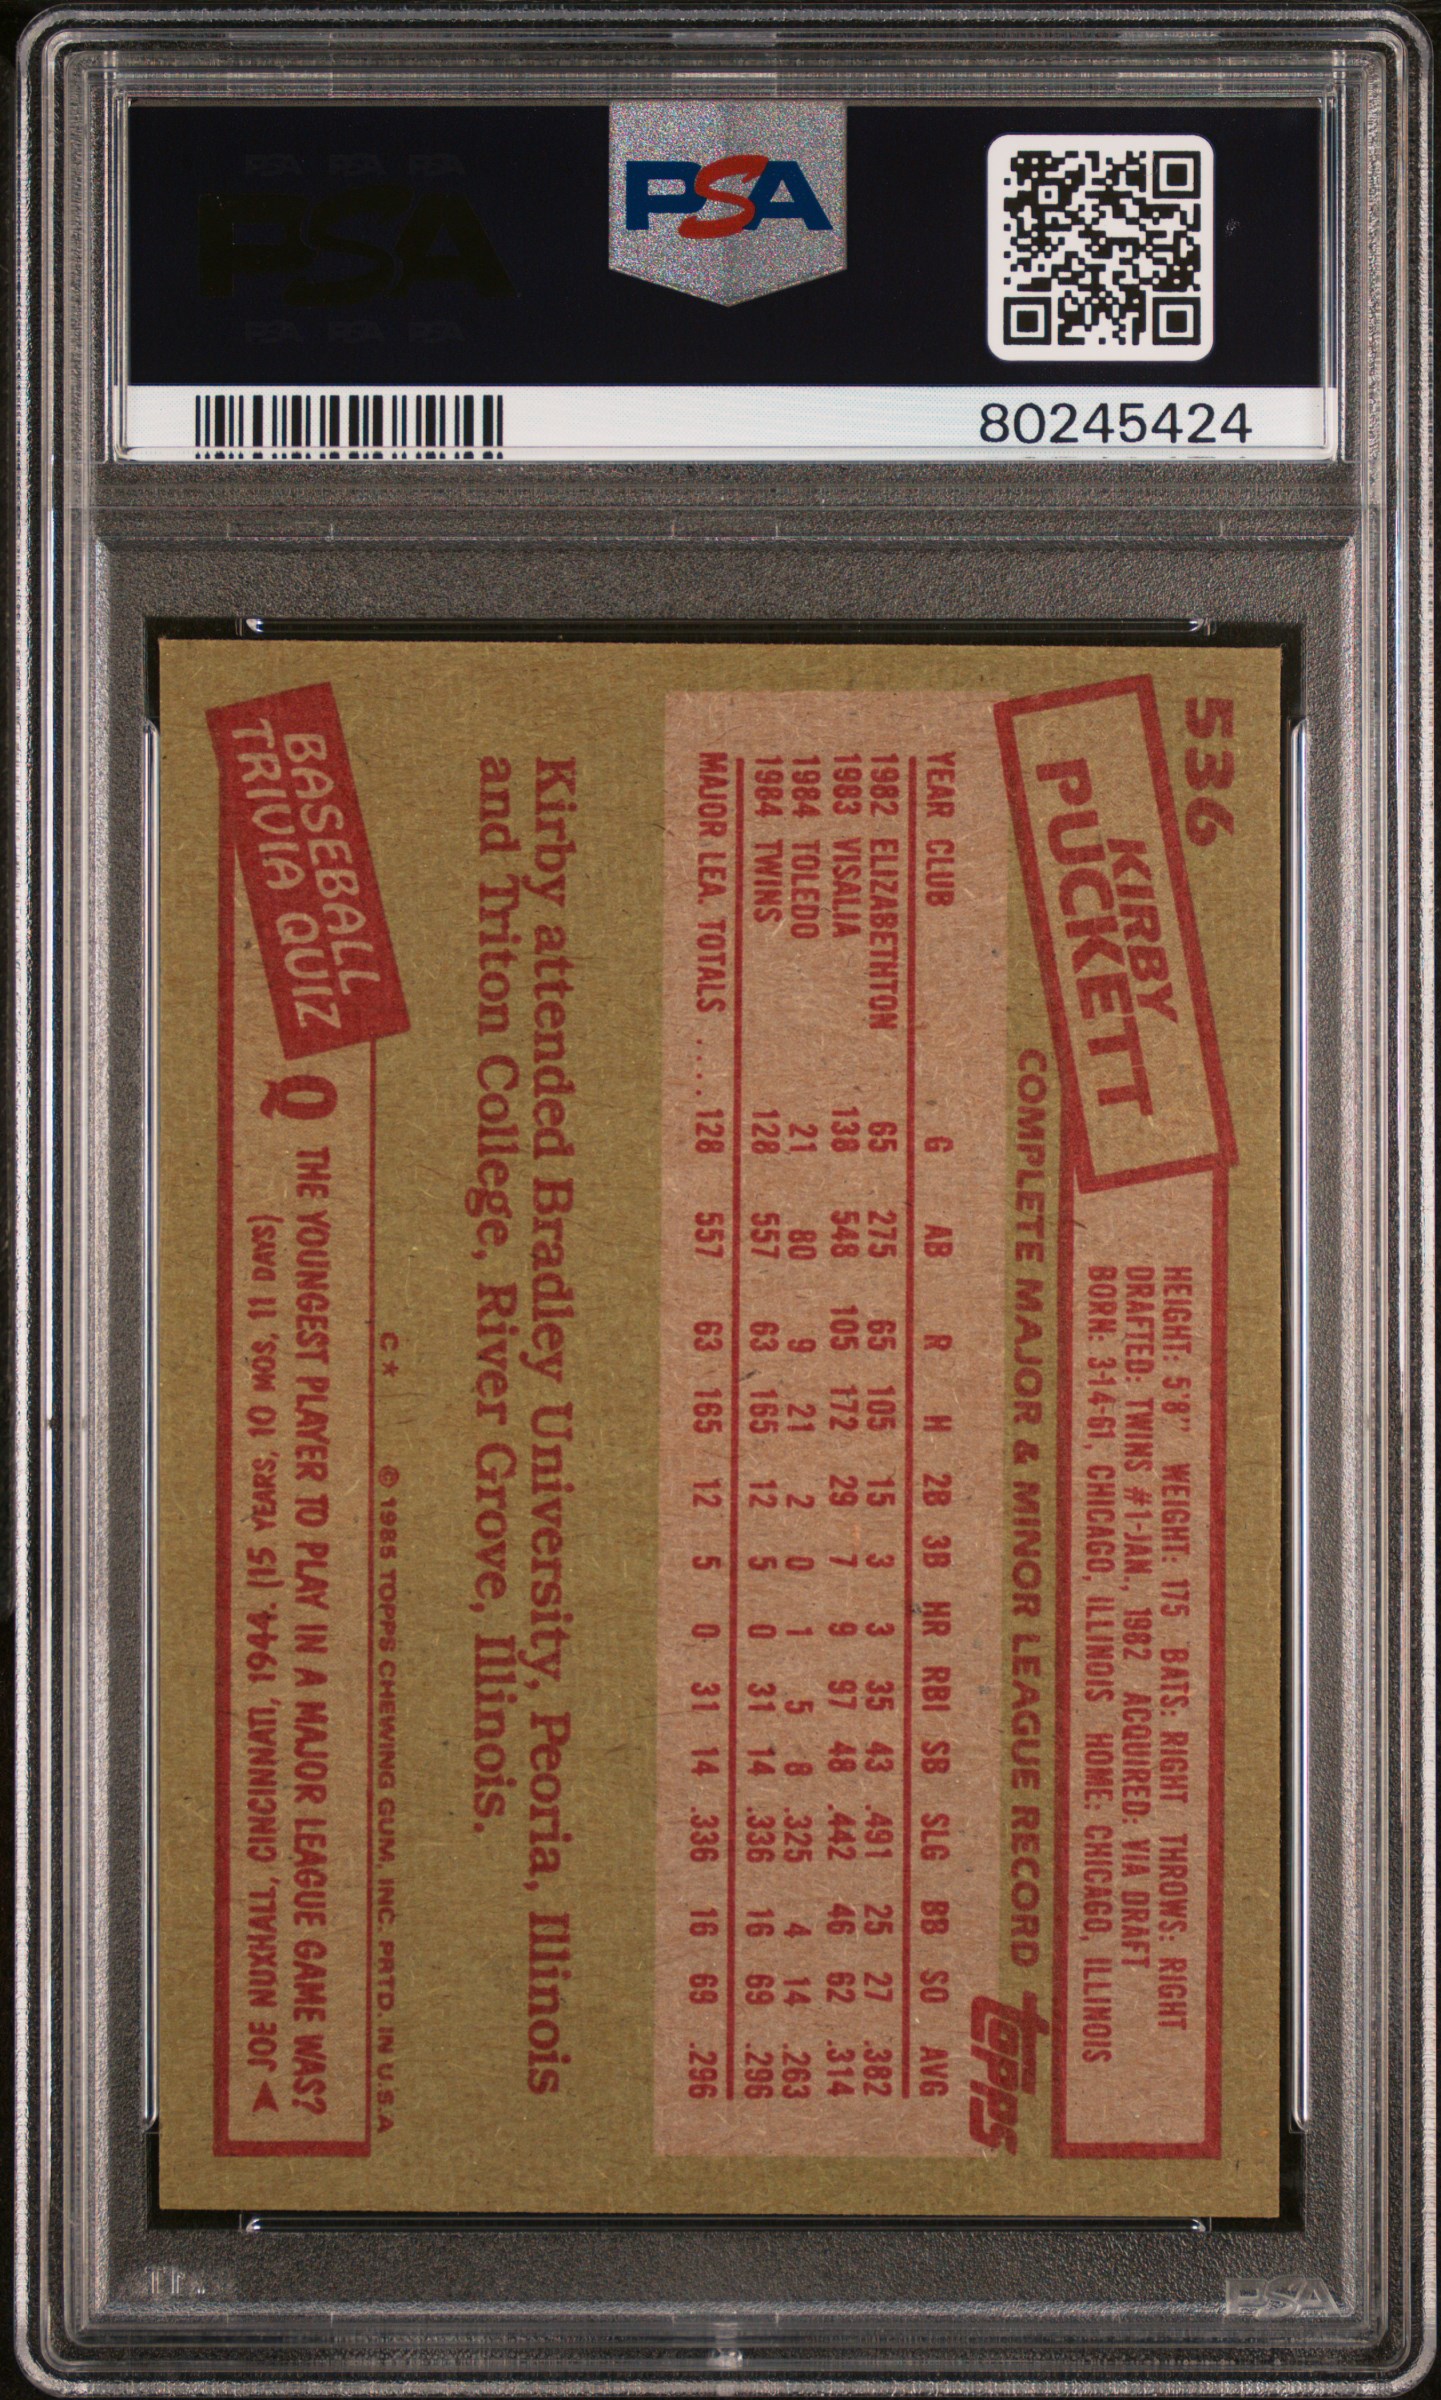 PSA
PSA PSA PSA
PSA
PSA PSA PSA
80245424
536
KIRBY
PUCKETT
HEIGHT: 5'8" WEIGHT: 175 BATS: RIGHT THROWS: RIGHT
DRAFTED: TWINS #1-JAN., 1982 ACQUIRED: VIA DRAFT
BORN: 3-14-61, CHICAGO, ILLINOIS HOME: CHICAGO, ILLINOIS
COMPLETE MAJOR & MINOR LEAGUE RECORD
topps
YEAR CLUB G AB R H 2B 3B HR RBI SB SLG BB SO AVG
1982 ELIZABETHTON 65 275 65 105 15 3 3 35 43 .491 25 27 .382
1983 VISALIA 138 548 105 172 29 7 9 97 48 .442 46 62 .314
1984 TOLEDO 21 80 9 21 2 0 1 5 8 .325 4 14 .263
1984 TWINS 128 557 63 165 12 5 0 31 14 .336 16 69 .296
MAJOR LEA. TOTALS .... 128 557 63 165 12 5 0 31 14 .336 16 69 .296
Kirby attended Bradley University, Peoria, Illinois
and Triton College, River Grove, Illinois.
C* © 1985 TOPPS CHEWING GUM, INC. PRTD. IN U.S.A
BASEBALL
TRIVIA QUIZ
Q THE YOUNGEST PLAYER TO PLAY IN A MAJOR LEAGUE GAME WAS?
(15 YEARS, 10 MOS, 11 DAYS) JOE NUXHALL, CINCINNATI, 1944.
PSA